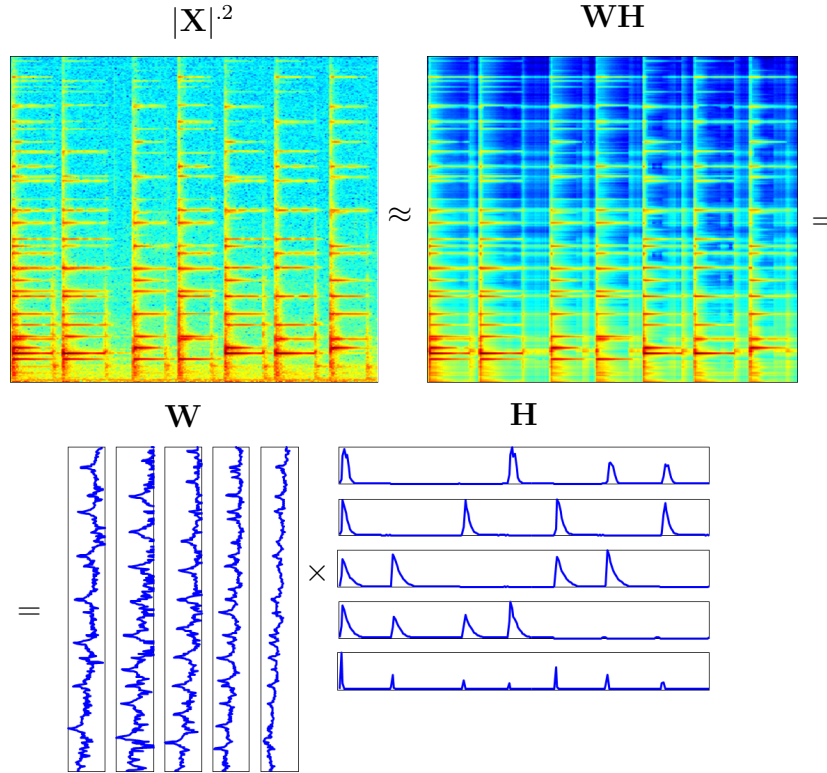 |X|.2
WH
≈
=
W
H
=
×